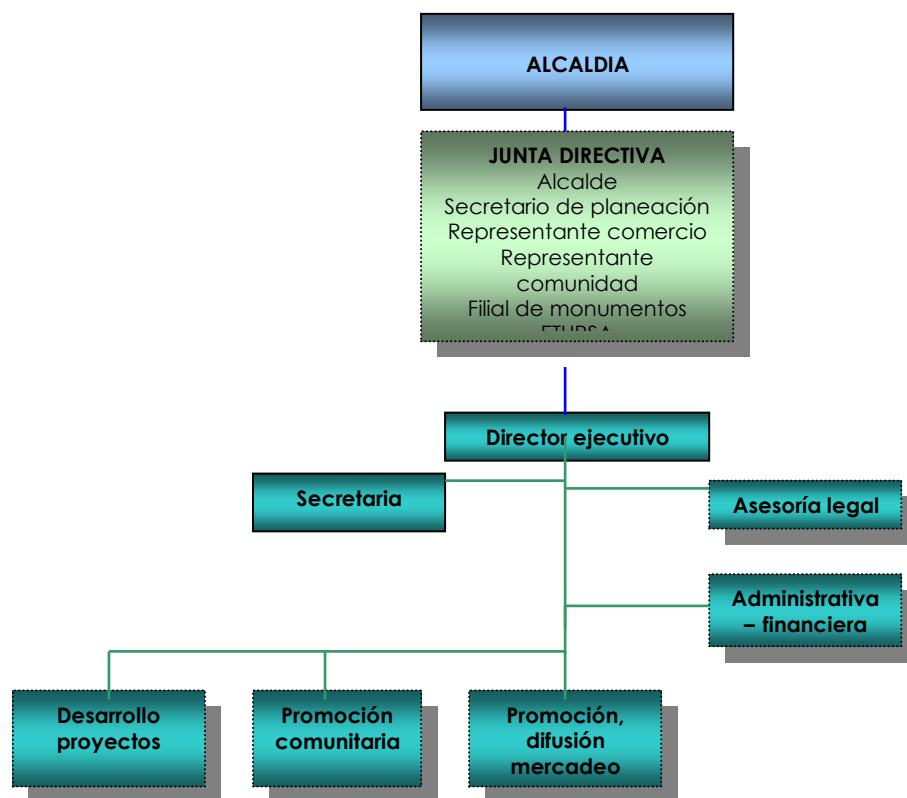 ALCALDIA
JUNTA DIRECTIVA
Alcalde
Secretario de planeación
Representante comercio
Representante
comunidad
Filial de monumentos
Director ejecutivo
Secretaria
Asesoría legal
Administrativa
– financiera
Desarrollo
proyectos
Promoción
comunitaria
Promoción,
difusión
mercadeo